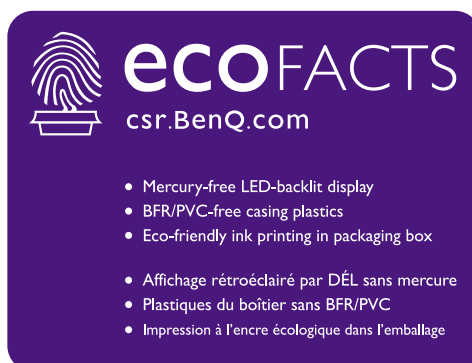 ecoFACTS
csr.BenQ.com
• Mercury-free LED-backlit display
• BFR/PVC-free casing plastics
• Eco-friendly ink printing in packaging box
• Affichage rétroéclairé par DÉL sans mercure
• Plastiques du boîtier sans BFR/PVC
• Impression à l'encre écologique dans l'emballage